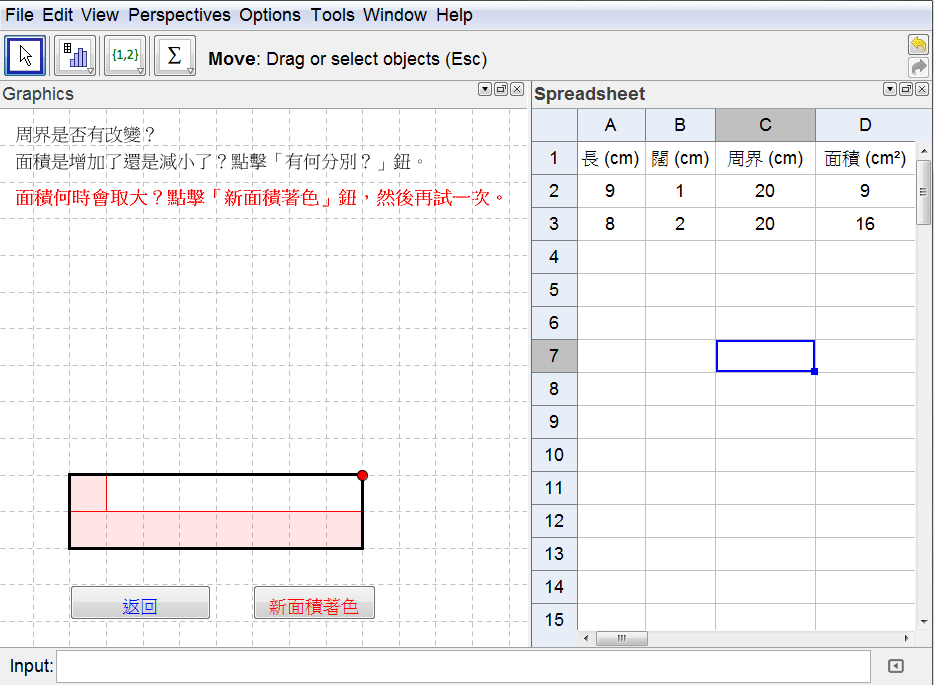 File Edit View Perspectives Options Tools Window Help
{1,2} Σ Move: Drag or select objects (Esc)
Graphics
周界是否有改變？
面積是增加了還是減小了？點擊「有何分別？」鈕。
面積何時會取大？點擊「新面積著色」鈕，然後再試一次。
返回
新面積著色
Spreadsheet
A B C D
1 長 (cm) 闊 (cm) 周界 (cm) 面積 (cm²)
2 9 1 20 9
3 8 2 20 16
4
5
6
7
8
9
10
11
12
13
14
15
Input: